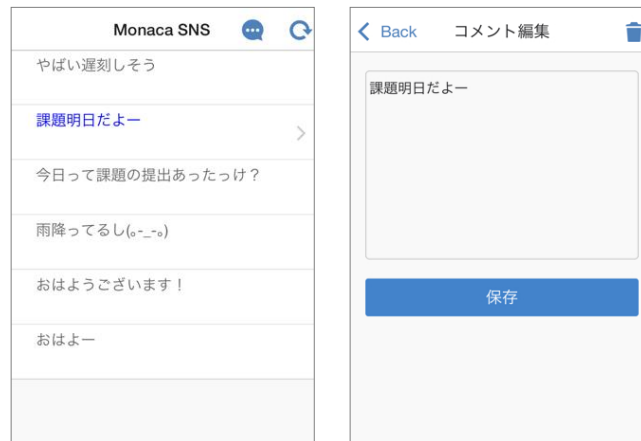 Monaca SNS
やばい遅刻しそう
課題明日だよー
今日って課題の提出あったっけ？
雨降ってるし(｡-_-｡)
おはようございます！
おはよー
Back
コメント編集
課題明日だよー
保存